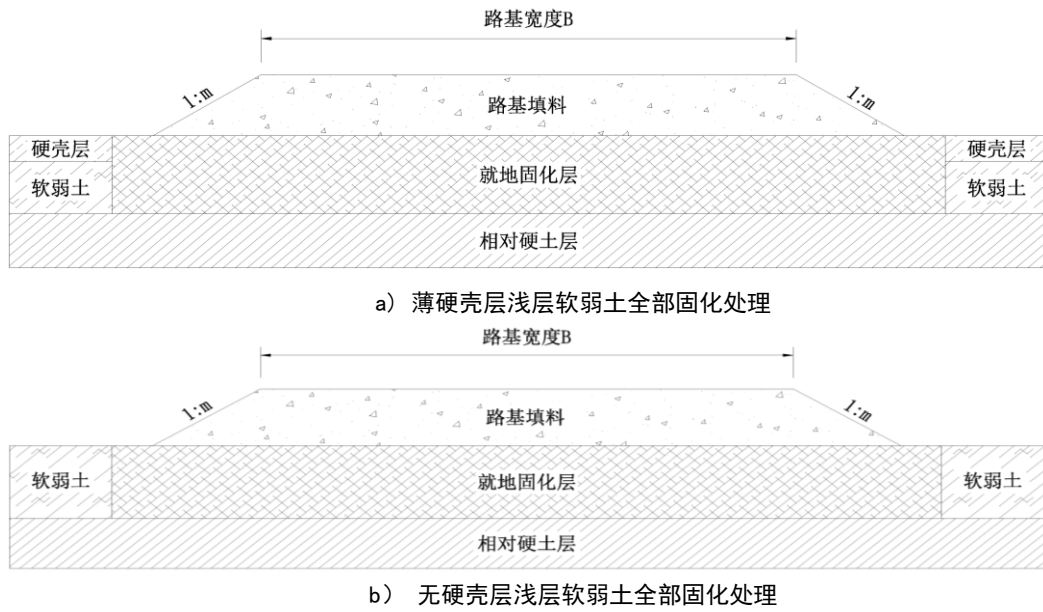 路基宽度B
1:m
1:m
路基填料
硬壳层
硬壳层
就地固化层
软弱土
软弱土
相对硬土层
a) 薄硬壳层浅层软弱土全部固化处理
路基宽度B
1:m
1:m
路基填料
软弱土
就地固化层
软弱土
相对硬土层
b） 无硬壳层浅层软弱土全部固化处理